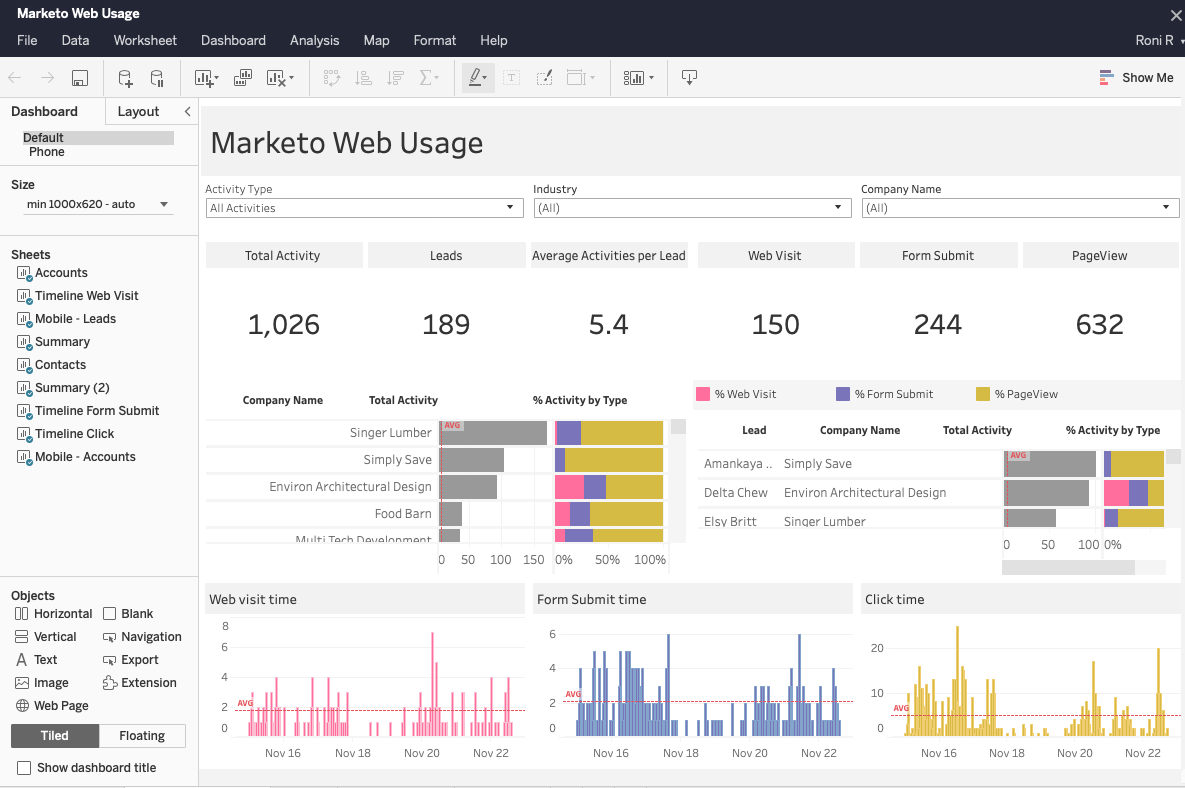 Marketo Web Usage
File Data Worksheet Dashboard Analysis Map Format Help Roni R
Show Me
Dashboard Layout
Default
Phone
Size
min 1000x620 - auto
Sheets
Accounts
Timeline Web Visit
Mobile - Leads
Summary
Contacts
Summary (2)
Timeline Form Submit
Timeline Click
Mobile - Accounts
Objects
Horizontal Blank
Vertical Navigation
A Text Export
Image Extension
Web Page
Tiled Floating
Show dashboard title
Marketo Web Usage
Activity Type Industry Company Name
All Activities (All) (All)
Total Activity Leads Average Activities per Lead Web Visit Form Submit PageView
1,026 189 5.4 150 244 632
Company Name Total Activity % Activity by Type
AVG
Singer Lumber
Simply Save
Environ Architectural Design
Food Barn
Multi Tech Development
0 50 100 150 0% 50% 100%
% Web Visit % Form Submit % PageView
Lead Company Name Total Activity % Activity by Type
AVG
Amankaya .. Simply Save
Delta Chew Environ Architectural Design
Elsy Britt Singer Lumber
0 50 100 0%
Web visit time
8
6
4
2
0
AVG
Nov 16 Nov 18 Nov 20 Nov 22
Form Submit time
6
4
2
0
AVG
Nov 16 Nov 18 Nov 20 Nov 22
Click time
20
10
0
AVG
Nov 16 Nov 18 Nov 20 Nov 22